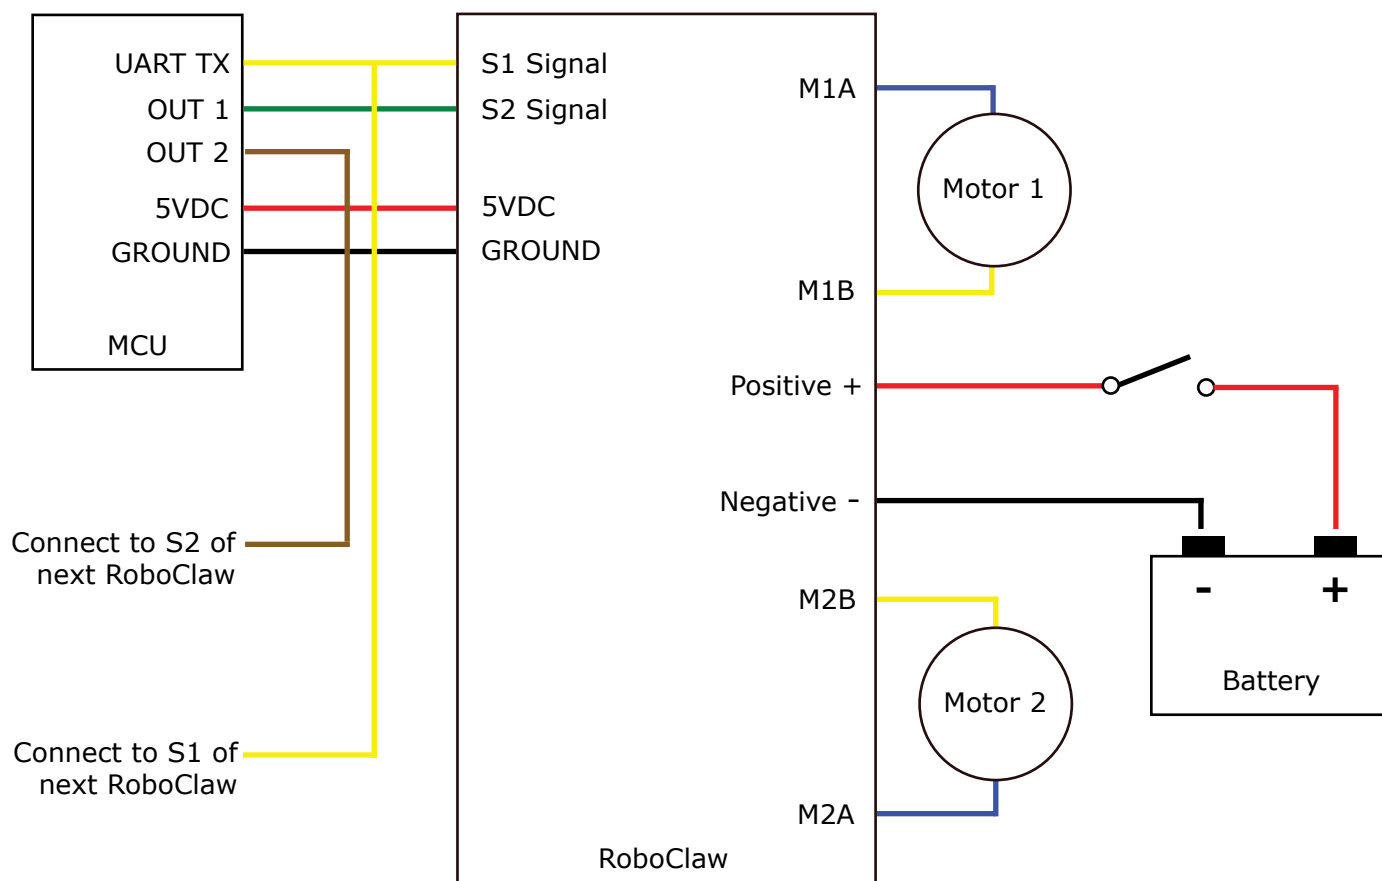 UART TX
OUT 1
OUT 2
5VDC
GROUND
MCU
Connect to S2 of
next RoboClaw
Connect to S1 of
next RoboClaw
S1 Signal
S2 Signal
5VDC
GROUND
M1A
M1B
Positive +
Negative -
M2B
M2A
RoboClaw
Motor 1
Motor 2
- +
Battery